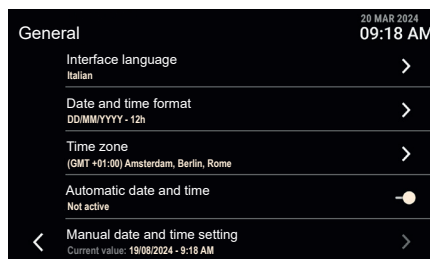 20 MAR 2024
General
09:18 AM
Interface language
Italian
Date and time format
DD/MM/YYYY - 12h
Time zone
(GMT +01:00) Amsterdam, Berlin, Rome
Automatic date and time
Not active
Manual date and time setting
Current value: 19/08/2024 - 9:18 AM